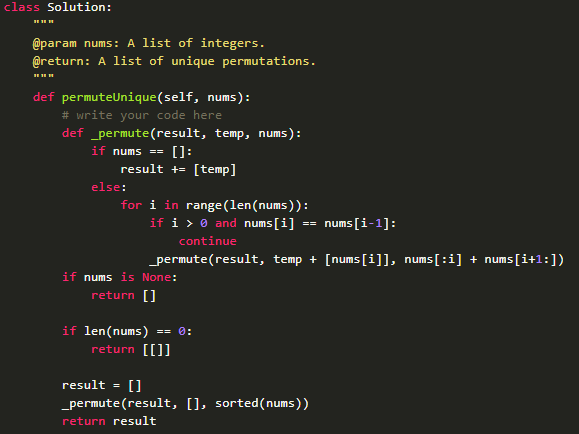 class Solution:
    """
    @param nums: A list of integers.
    @return: A list of unique permutations.
    """
    def permuteUnique(self, nums):
        # write your code here
        def _permute(result, temp, nums):
            if nums == []:
                result += [temp]
            else:
                for i in range(len(nums)):
                    if i > 0 and nums[i] == nums[i-1]:
                        continue
                    _permute(result, temp + [nums[i]], nums[:i] + nums[i+1:])
        if nums is None:
            return []

        if len(nums) == 0:
            return [[]]

        result = []
        _permute(result, [], sorted(nums))
        return result